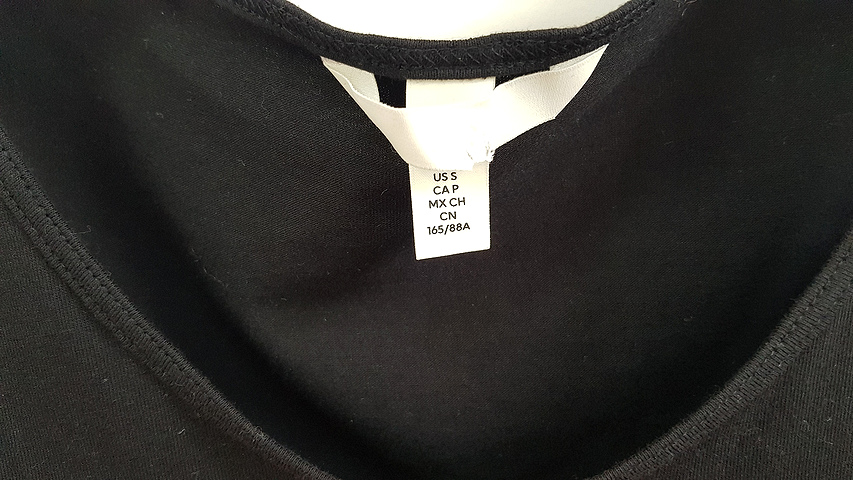 US S
CA P
MX CH
CN
165/88A